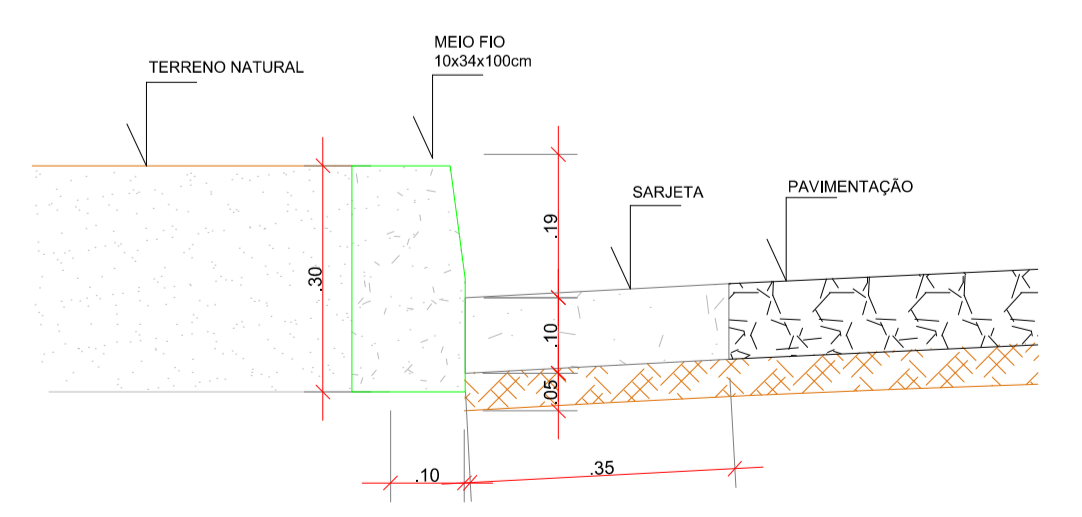 MEIO FIO
10x34x100cm
TERRENO NATURAL
SARJETA
PAVIMENTAÇÃO
.19
.30
.10
.05
.10
.35